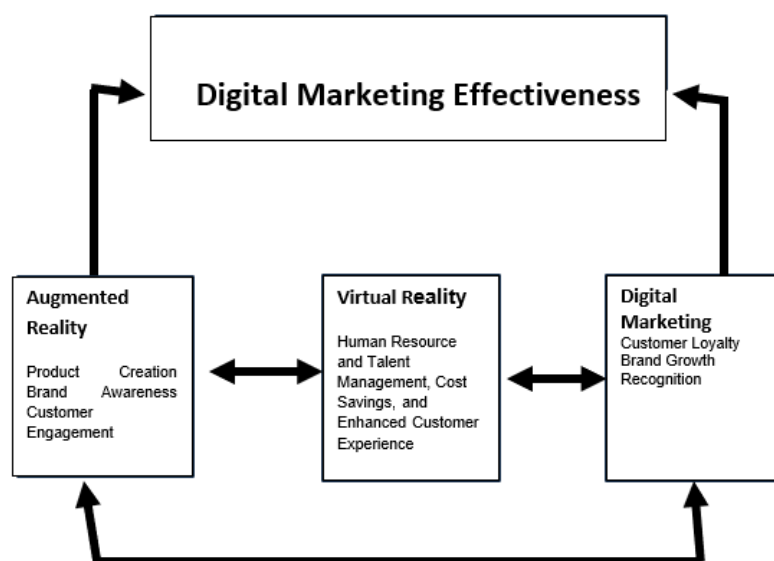 Digital Marketing Effectiveness
Augmented
Reality
Product Creation
Brand Awareness
Customer
Engagement
Virtual Reality
Human Resource
and Talent
Management, Cost
Savings, and
Enhanced Customer
Experience
Digital
Marketing
Customer Loyalty
Brand Growth
Recognition